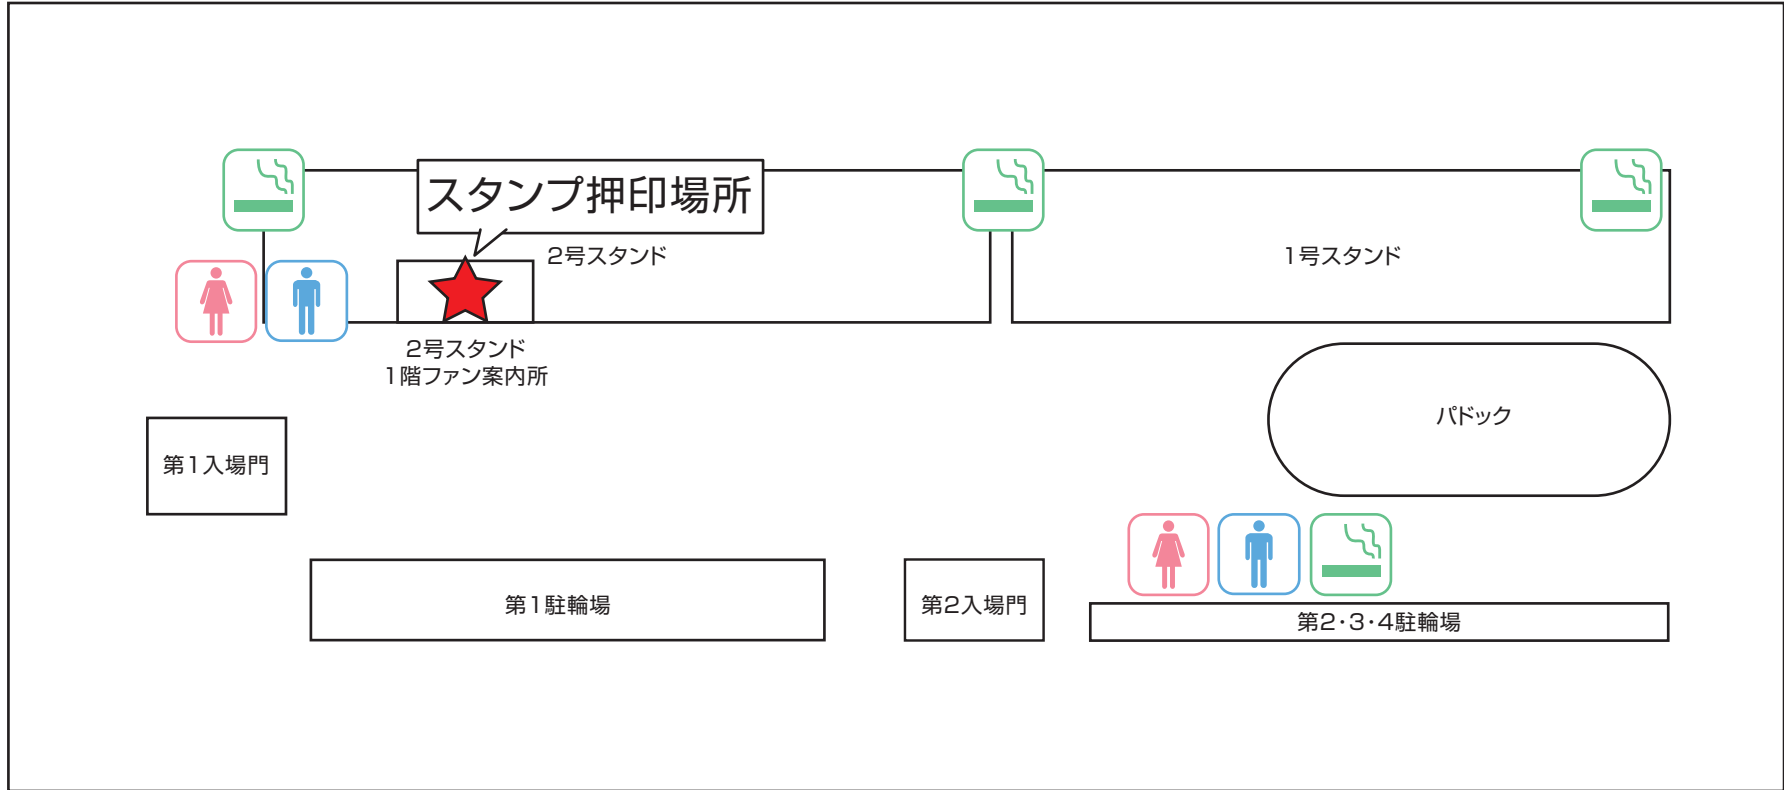 スタンプ押印場所
2号スタンド
1号スタンド
2号スタンド
1階ファン案内所
パドック
第1入場門
第1駐輪場
第2入場門
第2・3・4駐輪場